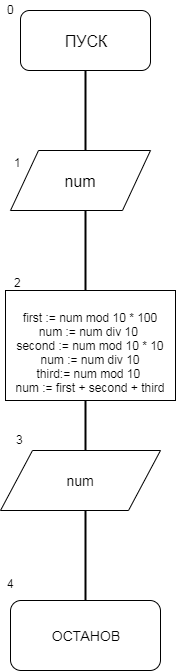 0
ПУСК
1
num
2
first := num mod 10 * 100
num := num div 10
second := num mod 10 * 10
num := num div 10
third:= num mod 10
num := first + second + third
3
num
4
ОСТАНОВ